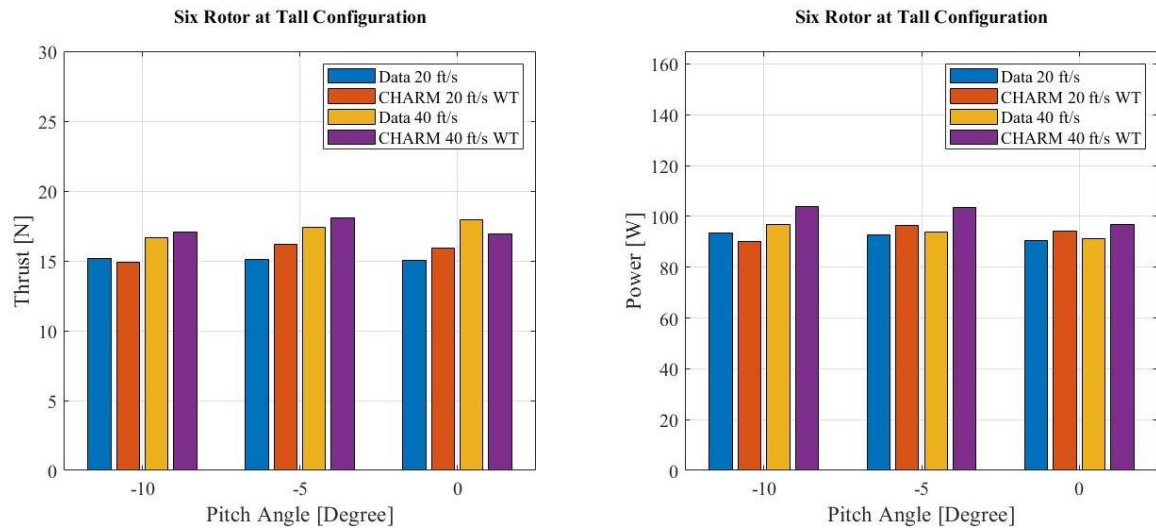 Six Rotor at Tall Configuration
30
25
20
15
10
5
0
Thrust [N]
Data 20 ft/s
CHARM 20 ft/s WT
Data 40 ft/s
CHARM 40 ft/s WT
-10
-5
0
Pitch Angle [Degree]
Six Rotor at Tall Configuration
160
140
120
100
80
60
40
20
0
Power [W]
Data 20 ft/s
CHARM 20 ft/s WT
Data 40 ft/s
CHARM 40 ft/s WT
-10
-5
0
Pitch Angle [Degree]